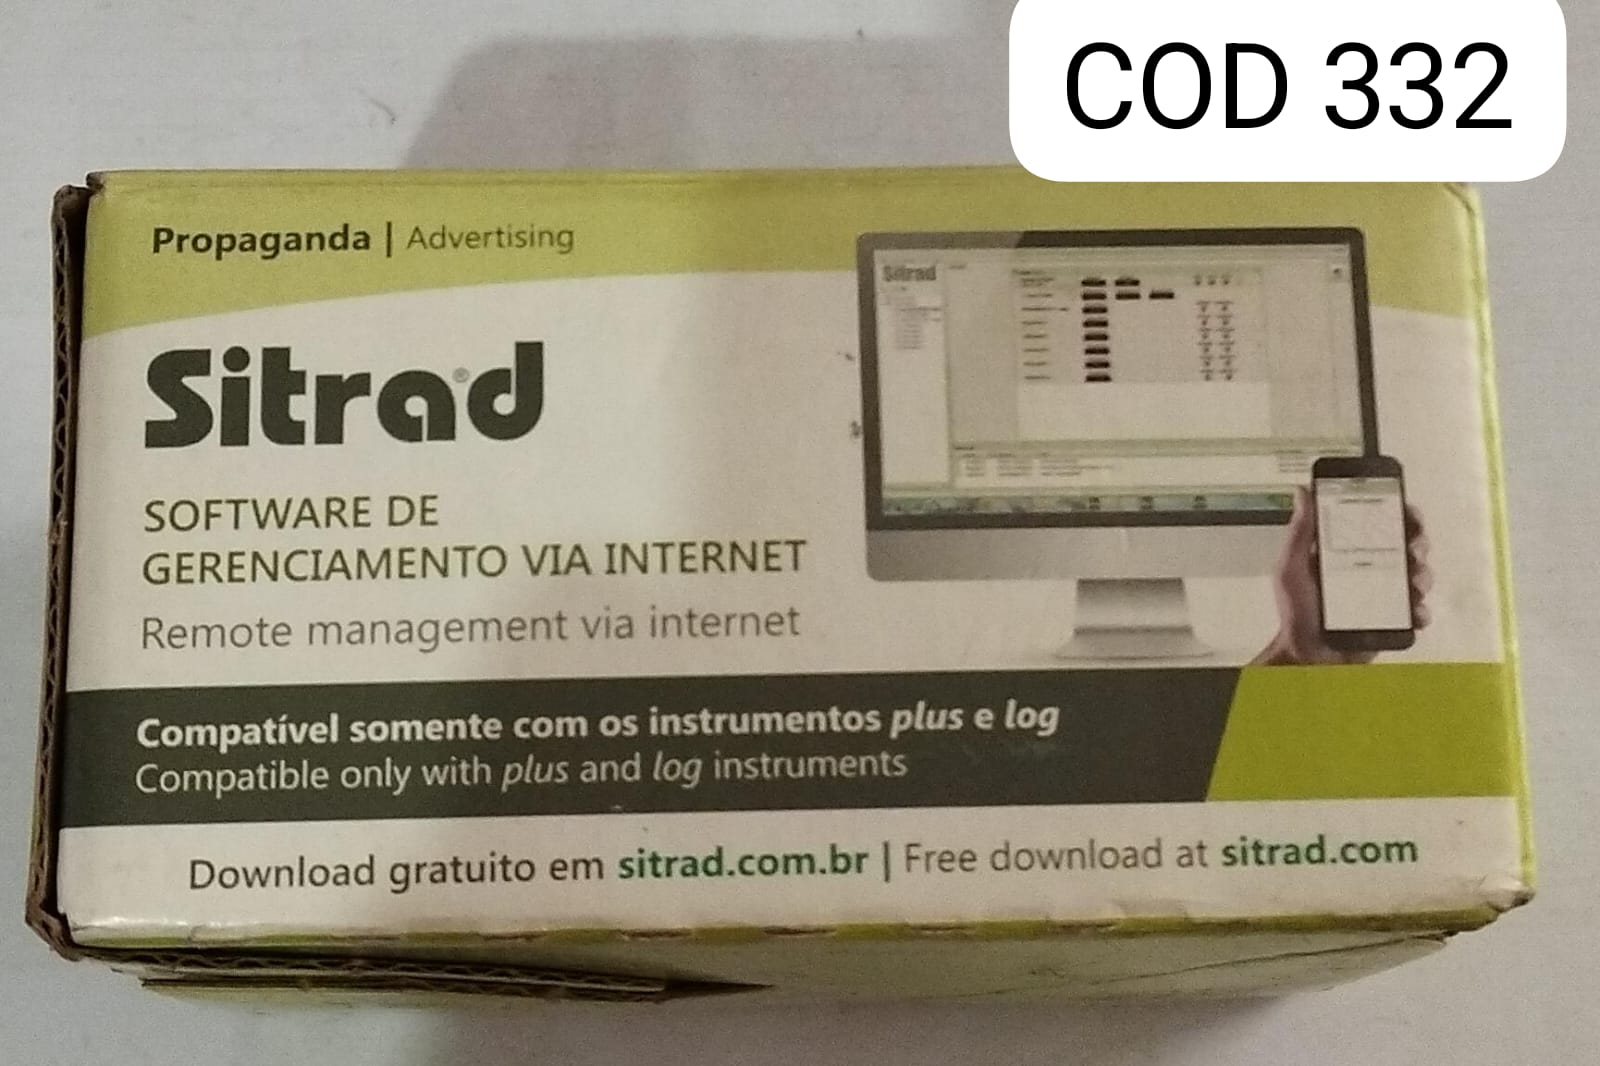 COD 332
Propaganda | Advertising
Sitrad
Sitrad®
SOFTWARE DE
GERENCIAMENTO VIA INTERNET
Remote management via internet
Compatível somente com os instrumentos plus e log
Compatible only with plus and log instruments
Download gratuito em sitrad.com.br | Free download at sitrad.com